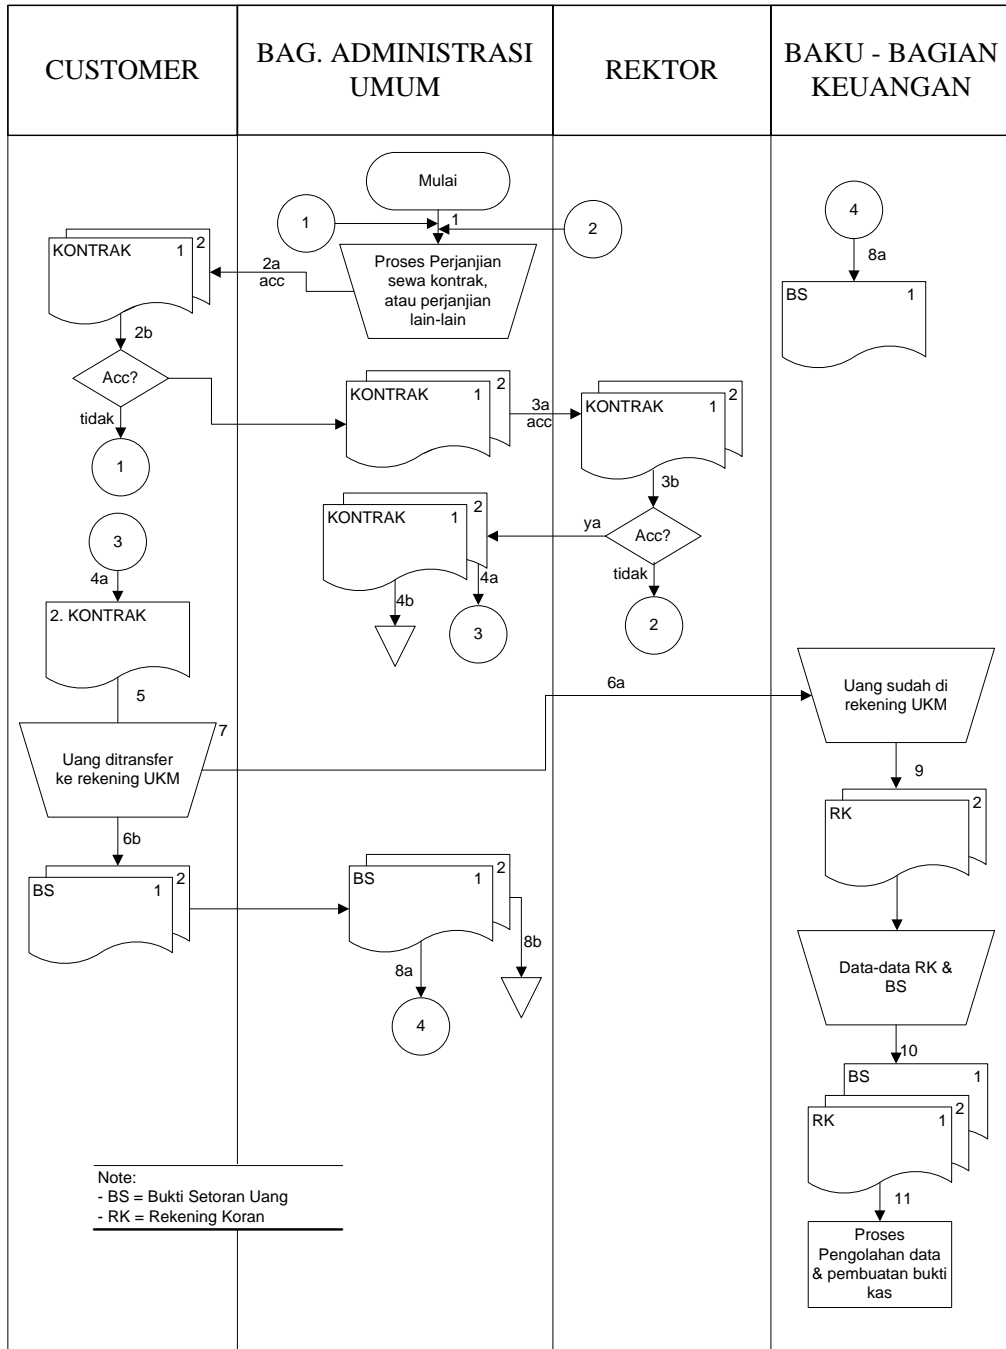 CUSTOMER
BAG. ADMINISTRASI
UMUM
REKTOR
BAKU - BAGIAN
KEUANGAN
Mulai
1
1
2
4
8a
KONTRAK 1 2
2a
acc
Proses Perjanjian
sewa kontrak,
atau perjanjian
lain-lain
BS 1
2b
Acc?
tidak
1
KONTRAK 1 2
3a
acc
KONTRAK 1 2
3b
Acc?
ya
tidak
2
KONTRAK 1 2
4b
4a
3
3
4a
2. KONTRAK
5
7
Uang ditransfer
ke rekening UKM
6a
Uang sudah di
rekening UKM
9
6b
RK 2
BS 1 2
BS 1 2
8a
8b
4
Data-data RK &
BS
10
BS 1
RK 1 2
11
Proses
Pengolahan data
& pembuatan bukti
kas
Note:
- BS = Bukti Setoran Uang
- RK = Rekening Koran